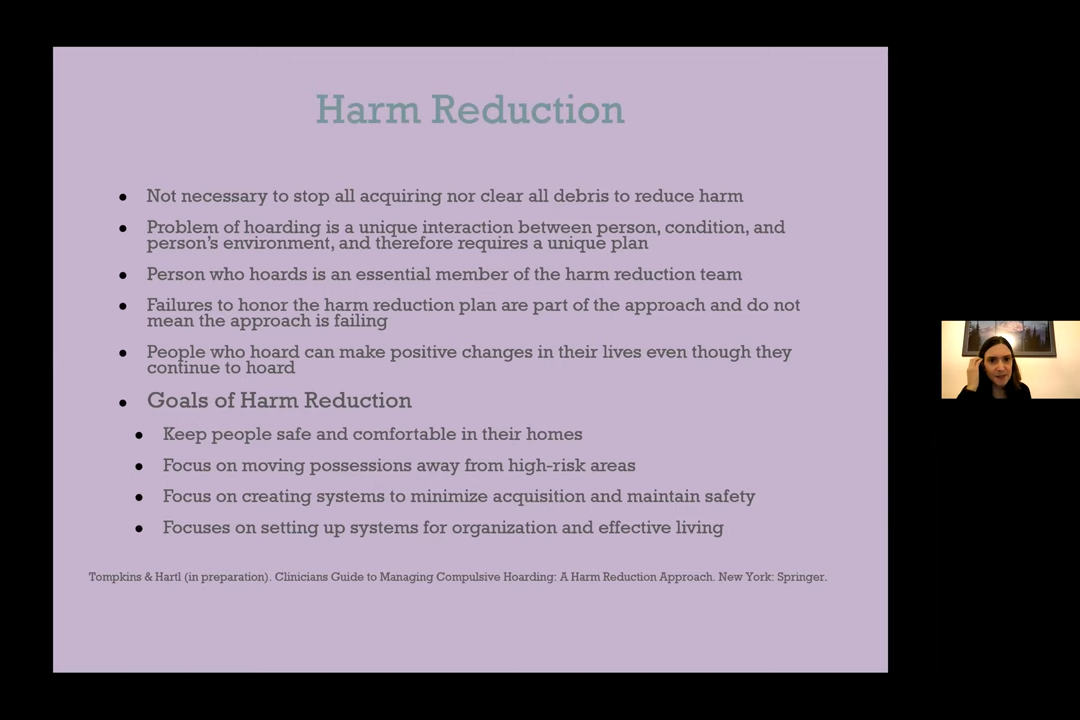 Harm Reduction
Not necessary to stop all acquiring nor clear all debris to reduce harm
Problem of hoarding is a unique interaction between person, condition, and
person's environment, and therefore requires a unique plan
Person who hoards is an essential member of the harm reduction team
Failures to honor the harm reduction plan are part of the approach and do not
mean the approach is failing
People who hoard can make positive changes in their lives even though they
continue to hoard
Goals of Harm Reduction
Keep people safe and comfortable in their homes
Focus on moving possessions away from high-risk areas
Focus on creating systems to minimize acquisition and maintain safety
Focuses on setting up systems for organization and effective living
Tompkins & Hartl (in preparation). Clinicians Guide to Managing Compulsive Hoarding: A Harm Reduction Approach. New York: Springer.